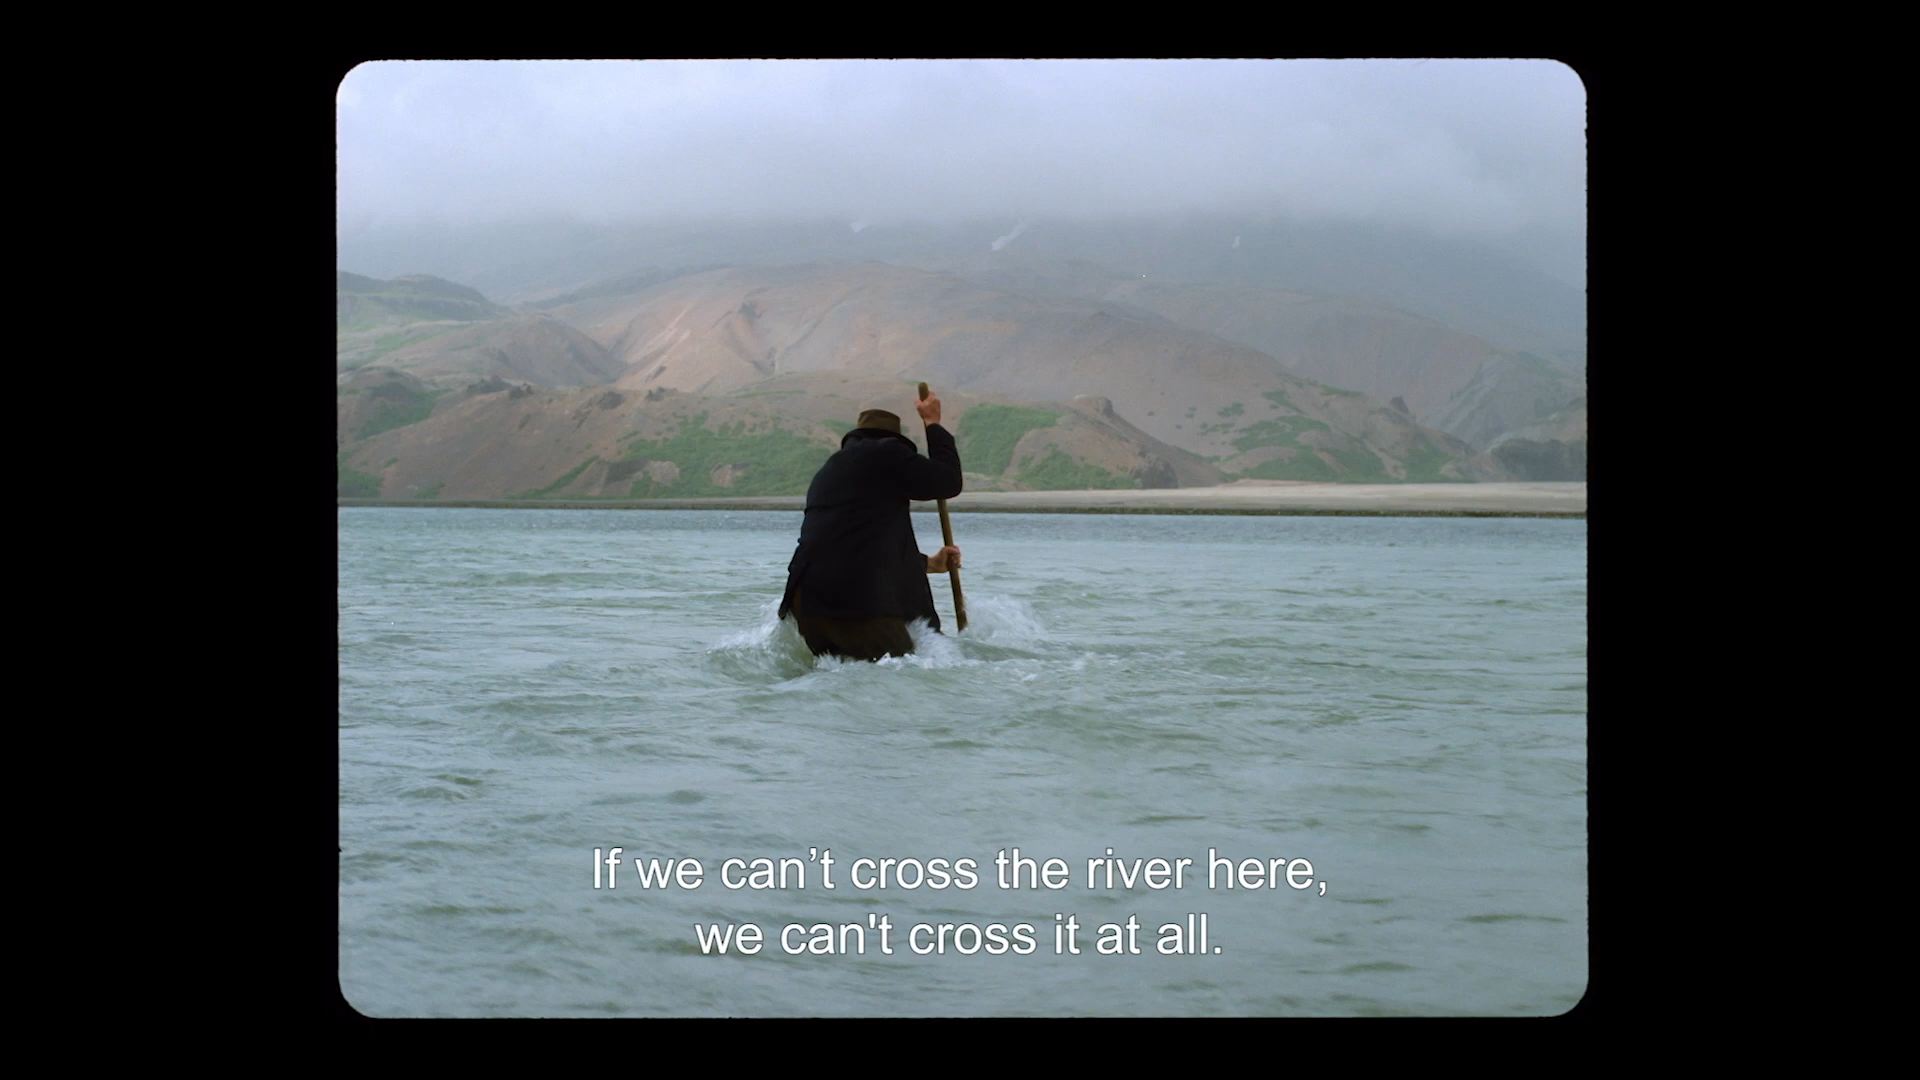 If we can’t cross the river here,
we can't cross it at all.